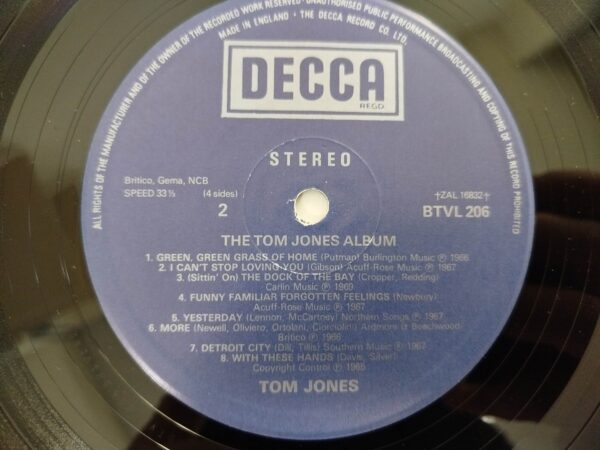 ALL RIGHTS OF THE MANUFACTURER AND OF THE OWNER OF THE RECORDED WORK RESERVED · UNAUTHORISED PUBLIC PERFORMANCE BROADCASTING AND COPYING OF THIS RECORD PROHIBITED
MADE IN ENGLAND · THE DECCA RECORD CO. LTD.
DECCA
REGD
STEREO
Britico, Gema, NCB
SPEED 33⅓ (4 sides)
2
†ZAL 16832†
BTVL 206
THE TOM JONES ALBUM
1. GREEN, GREEN GRASS OF HOME (Putman) Burlington Music ℗ 1966
2. I CAN'T STOP LOVING YOU (Gibson) Acuff-Rose Music ℗ 1967
3. (Sittin' On) THE DOCK OF THE BAY (Cropper, Redding)
Carlin Music ℗ 1969
4. FUNNY FAMILIAR FORGOTTEN FEELINGS (Newbury)
Acuff-Rose Music ℗ 1967
5. YESTERDAY (Lennon, McCartney) Northern Songs ℗ 1967
6. MORE (Newell, Oliviero, Ortolani, Ciorciolini) Ardmore & Beechwood
Britico ℗ 1966
7. DETROIT CITY (Dill, Tillis) Southern Music ℗ 1967
8. WITH THESE HANDS (Davis, Silver)
Copyright Control ℗ 1965
TOM JONES